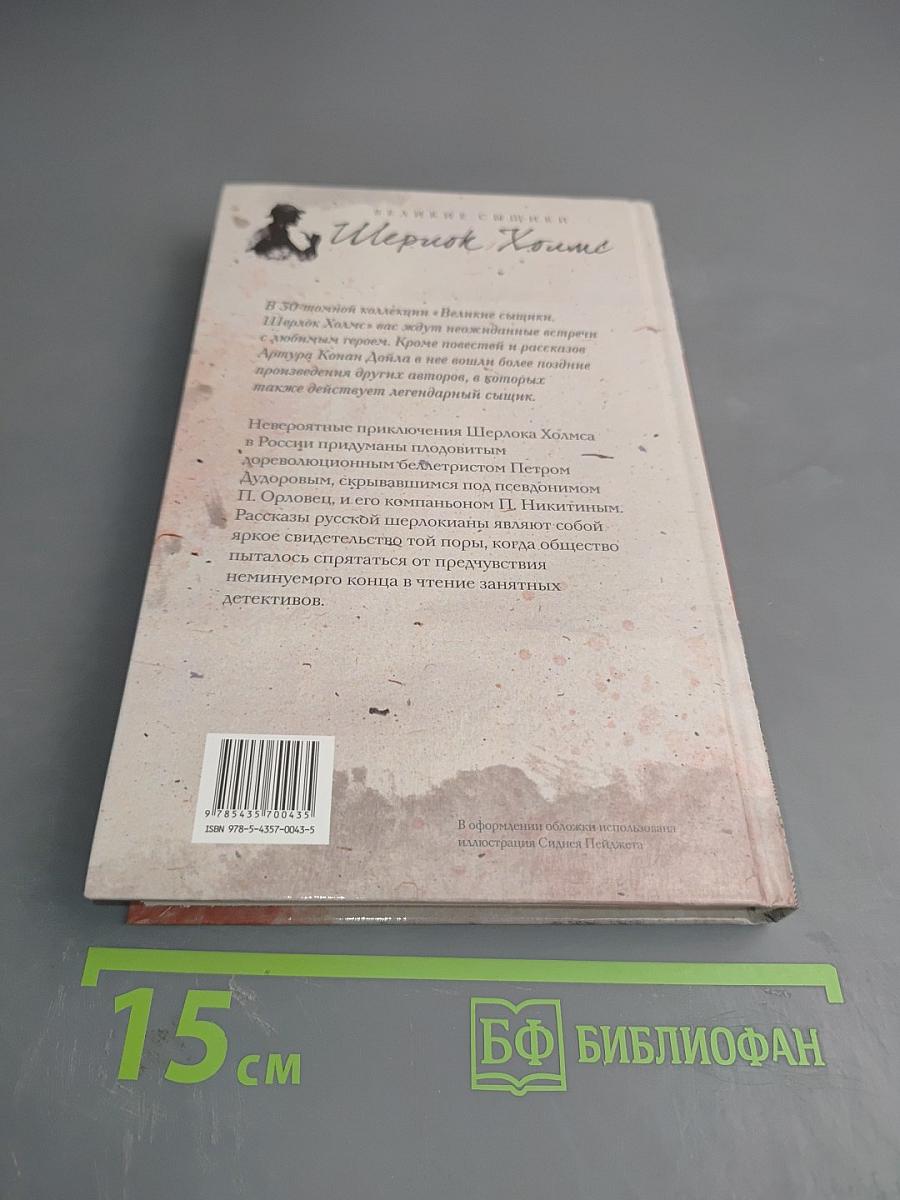 ВЕЛИКИЕ СЫЩИКИ
Шерлок Холмс
В 30-томной коллекции «Великие сыщики.
Шерлок Холмс» вас ждут неожиданные встречи
с любимым героем. Кроме повестей и рассказов
Артура Конан Дойла в нее вошли более поздние
произведения других авторов, в которых
также действует легендарный сыщик.
Невероятные приключения Шерлока Холмса
в России придуманы плодовитым
дореволюционным беллетристом Петром
Дудоровым, скрывавшимся под псевдонимом
П. Орловец, и его компаньоном П. Никитиным.
Рассказы русской шерлокианы являют собой
яркое свидетельство той поры, когда общество
пыталось спрятаться от предчувствия
неминуемого конца в чтение занятных
детективов.
9 785435 700435
ISBN 978-5-4357-0043-5
В оформлении обложки использована
иллюстрация Сиднея Пейджета
15 см
БФ БИБЛИОФАН